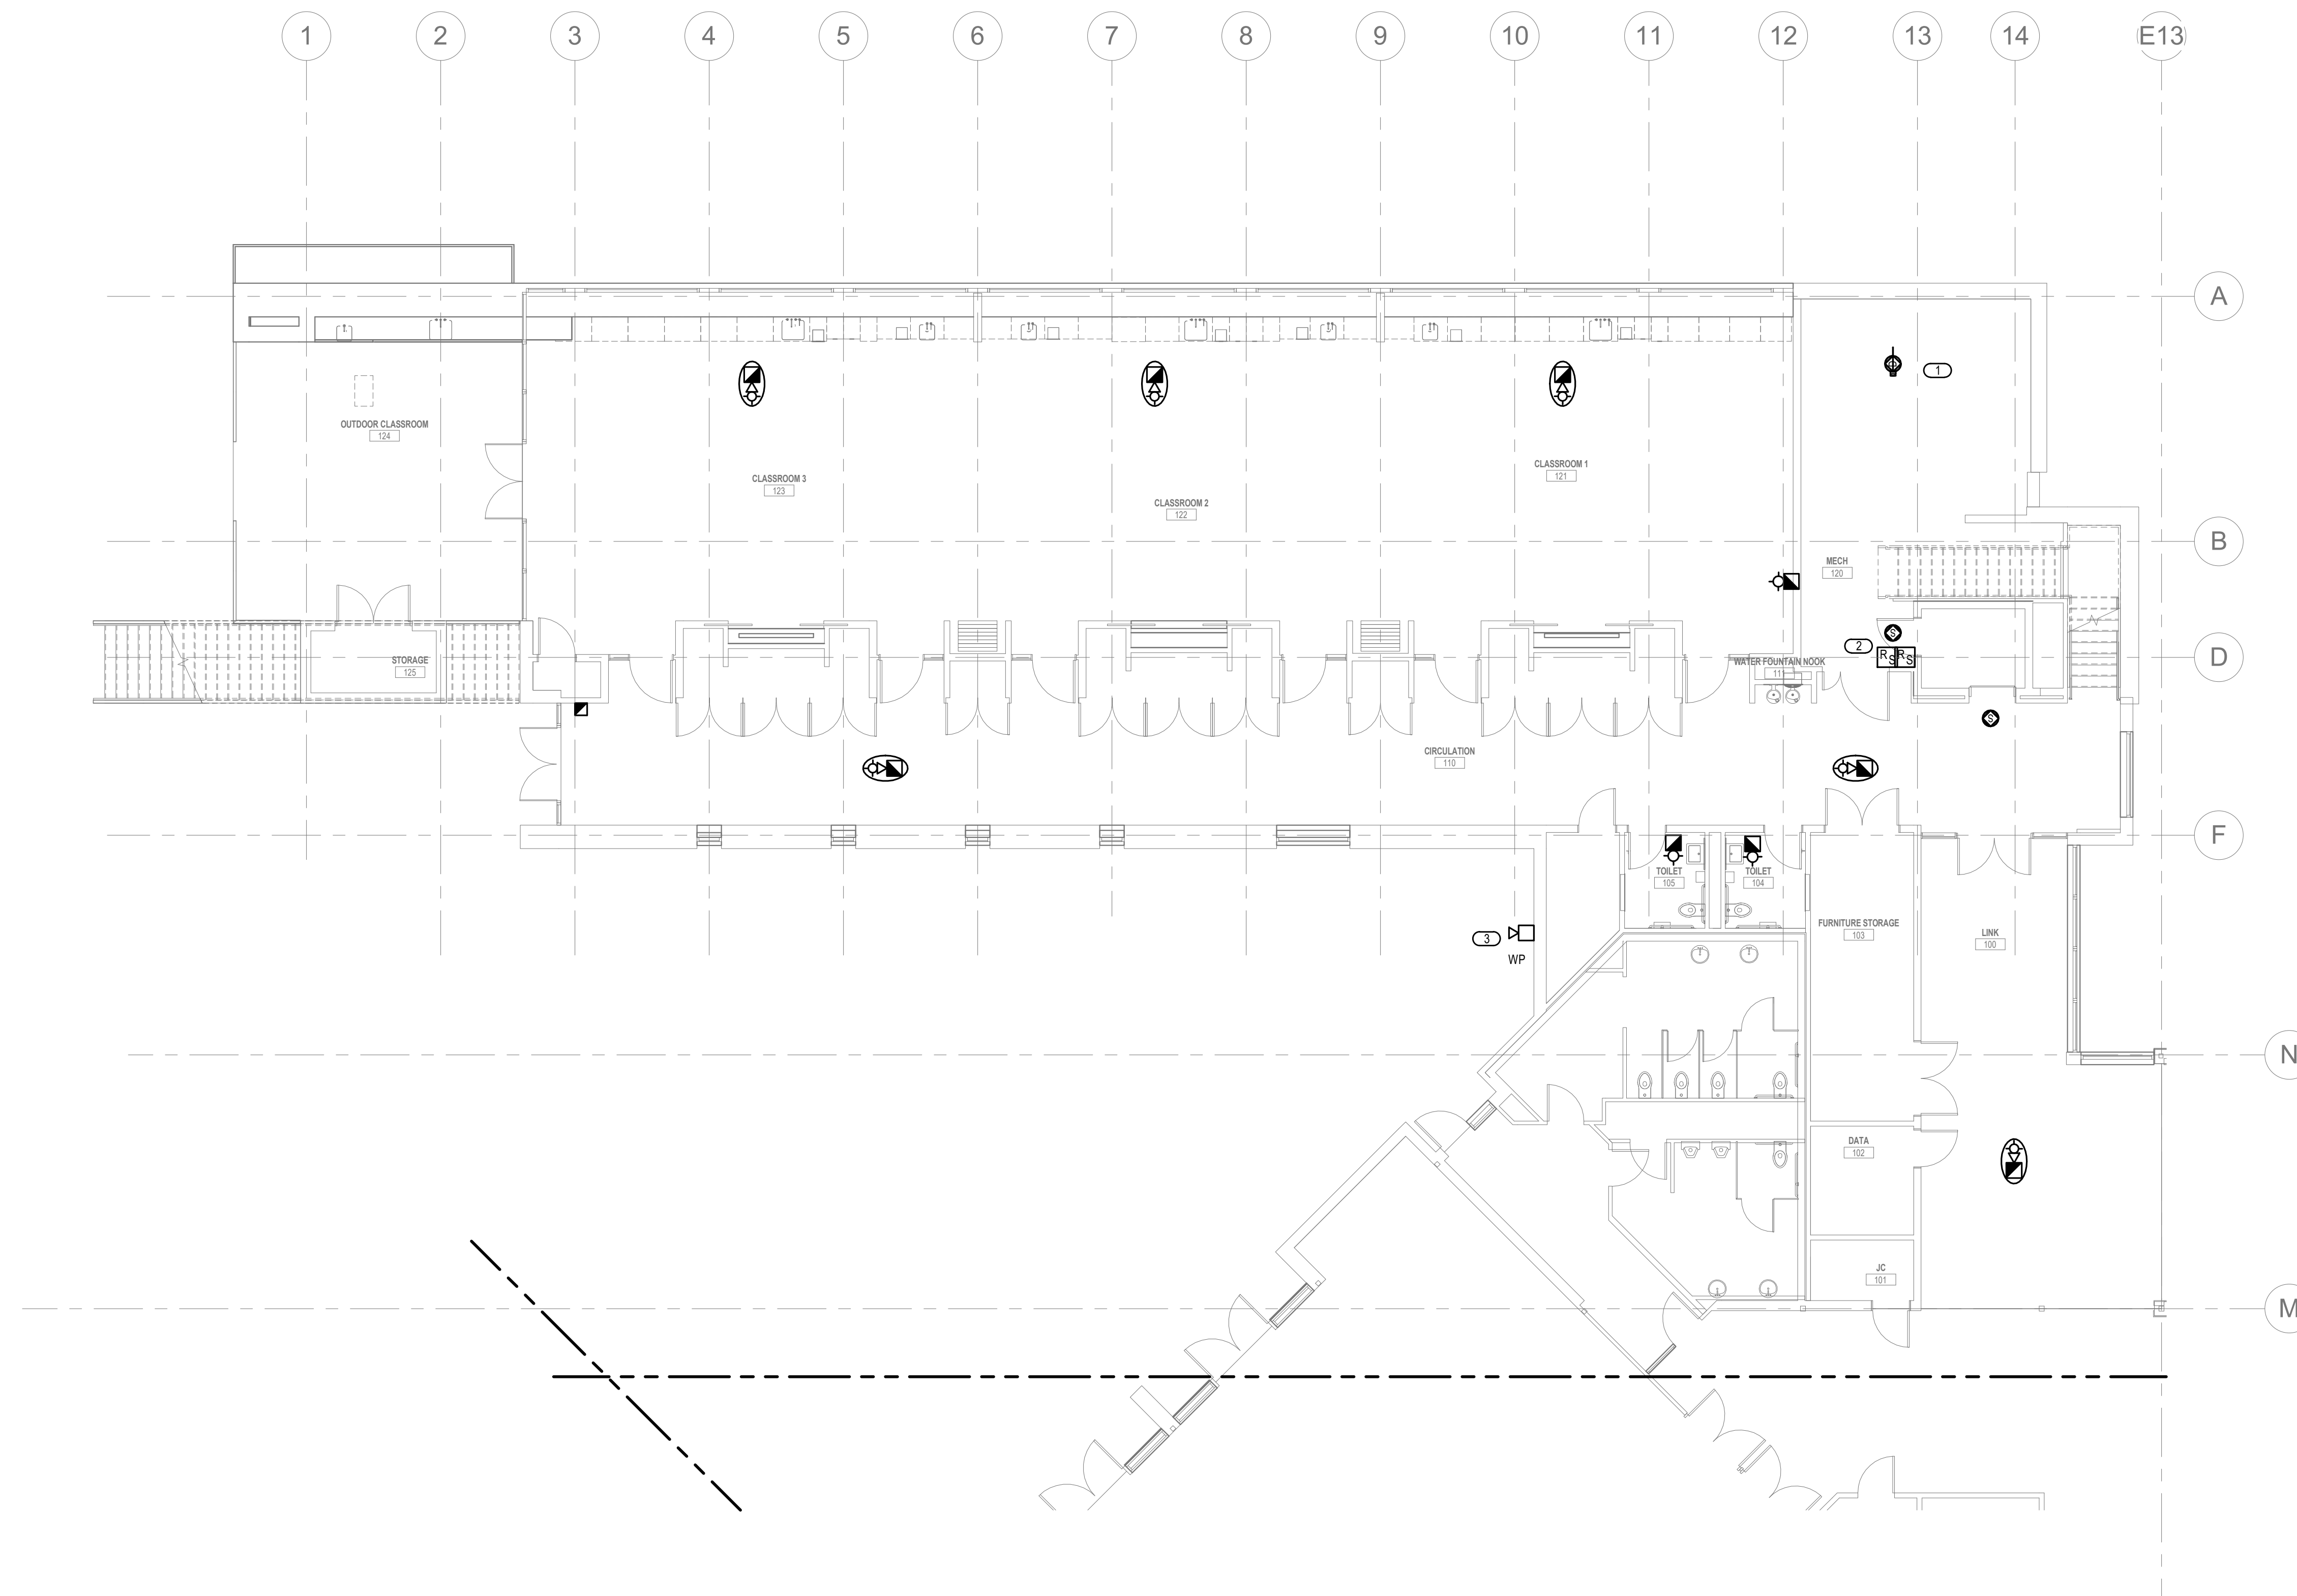 1 2 3 4 5 6 7 8 9 10 11 12 13 14 E13
A
1
OUTDOOR CLASSROOM
124
CLASSROOM 3
123
CLASSROOM 2
122
CLASSROOM 1
121
B
MECH
120
S
2
R S R S
STORAGE
125
WATER FOUNTAIN NOOK
111
D
S
CIRCULATION
110
F
TOILET
105
TOILET
104
FURNITURE STORAGE
103
LINK
100
3
WP
N
DATA
102
JC
101
M